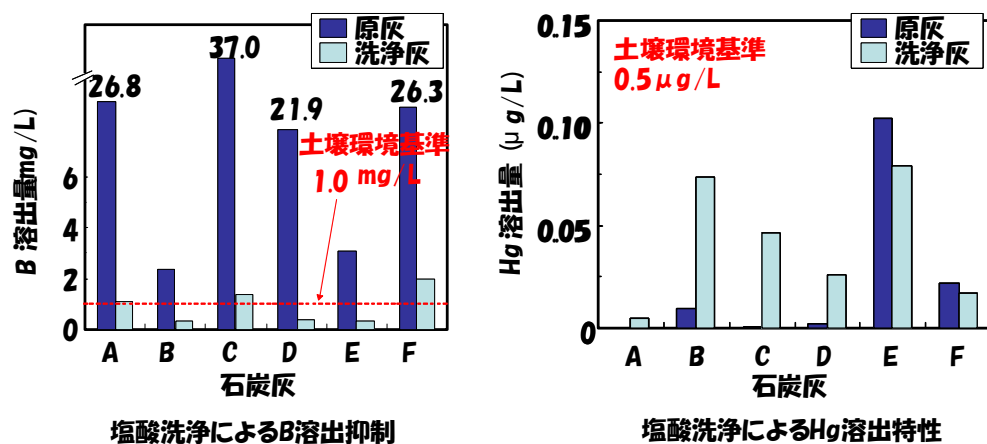 原灰
洗浄灰
26.8
37.0
21.9
26.3
土壌環境基準
1.0 mg/L
B 溶出量mg/L)
6
4
2
0
A B C D E F
石炭灰
塩酸洗浄によるB溶出抑制
原灰
洗浄灰
土壌環境基準
0.5μg/L
Hg溶出量 (μg/L)
0.15
0.10
0.05
0
A B C D E F
石炭灰
塩酸洗浄によるHg溶出特性